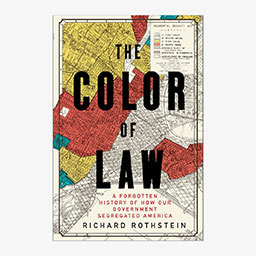 THE
COLOR
OF
LAW
A FORGOTTEN
HISTORY OF HOW OUR
GOVERNMENT
SEGREGATED AMERICA
RICHARD ROTHSTEIN